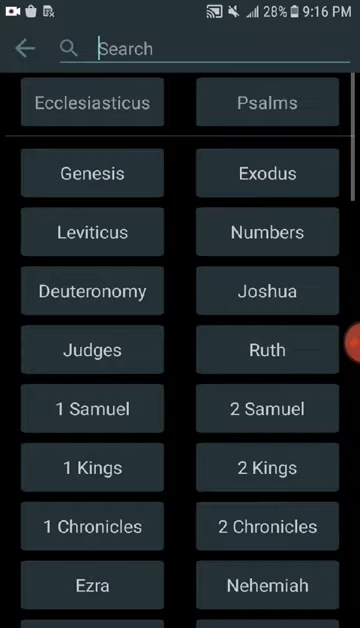 28% 9:16 PM
Search
Ecclesiasticus Psalms
Genesis Exodus
Leviticus Numbers
Deuteronomy Joshua
Judges Ruth
1 Samuel 2 Samuel
1 Kings 2 Kings
1 Chronicles 2 Chronicles
Ezra Nehemiah